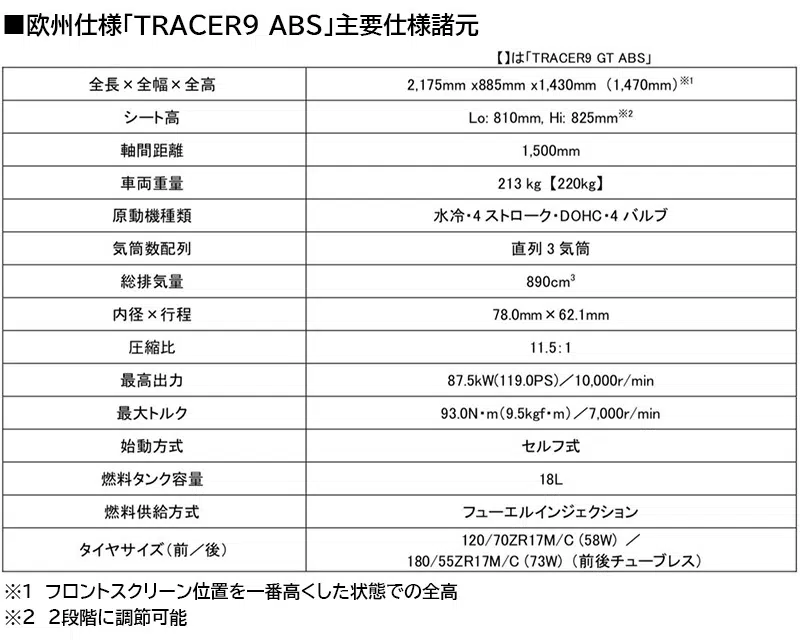 ■欧州仕様「TRACER9 ABS」主要仕様諸元
【】は「TRACER9 GT ABS」
全長×全幅×全高 2,175mm x885mm x1,430mm （1,470mm）※1
シート高 Lo: 810mm, Hi: 825mm※2
軸間距離 1,500mm
車両重量 213 kg 【220kg】
原動機種類 水冷・4 ストローク・DOHC・4 バルブ
気筒数配列 直列 3 気筒
総排気量 890cm³
内径×行程 78.0mm×62.1mm
圧縮比 11.5：1
最高出力 87.5kW(119.0PS)／10,000r/min
最大トルク 93.0N・m（9.5kgf・m）／7,000r/min
始動方式 セルフ式
燃料タンク容量 18L
燃料供給方式 フューエルインジェクション
タイヤサイズ（前／後） 120/70ZR17M/C (58W) ／
180/55ZR17M/C (73W) （前後チューブレス）
※1 フロントスクリーン位置を一番高くした状態での全高
※2 2段階に調節可能